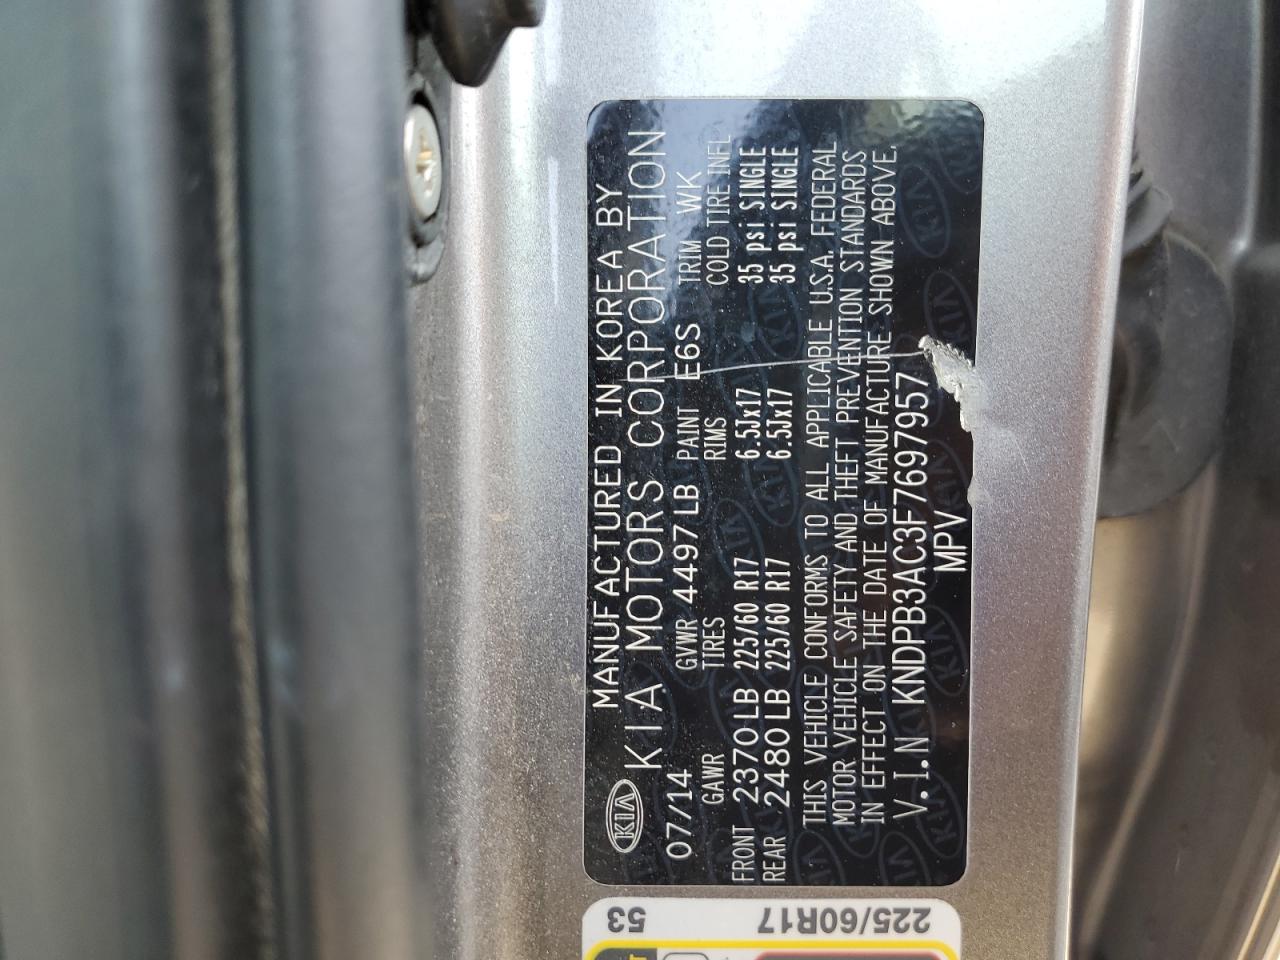 KIA
MANUFACTURED IN KOREA BY
KIA MOTORS CORPORATION
07/14 GVWR 4497LB PAINT E6S TRIM WK
GAWR TIRES RIMS COLD TIRE INFL
FRONT 2370LB 225/60 R17 6.5Jx17 35 psi SINGLE
REAR 2480LB 225/60 R17 6.5Jx17 35 psi SINGLE
THIS VEHICLE CONFORMS TO ALL APPLICABLE U.S.A. FEDERAL
MOTOR VEHICLE SAFETY AND THEFT PREVENTION STANDARDS
IN EFFECT ON THE DATE OF MANUFACTURE SHOWN ABOVE.
V.I.N KNDPB3AC3F7697957
MPV
225/60R17 53